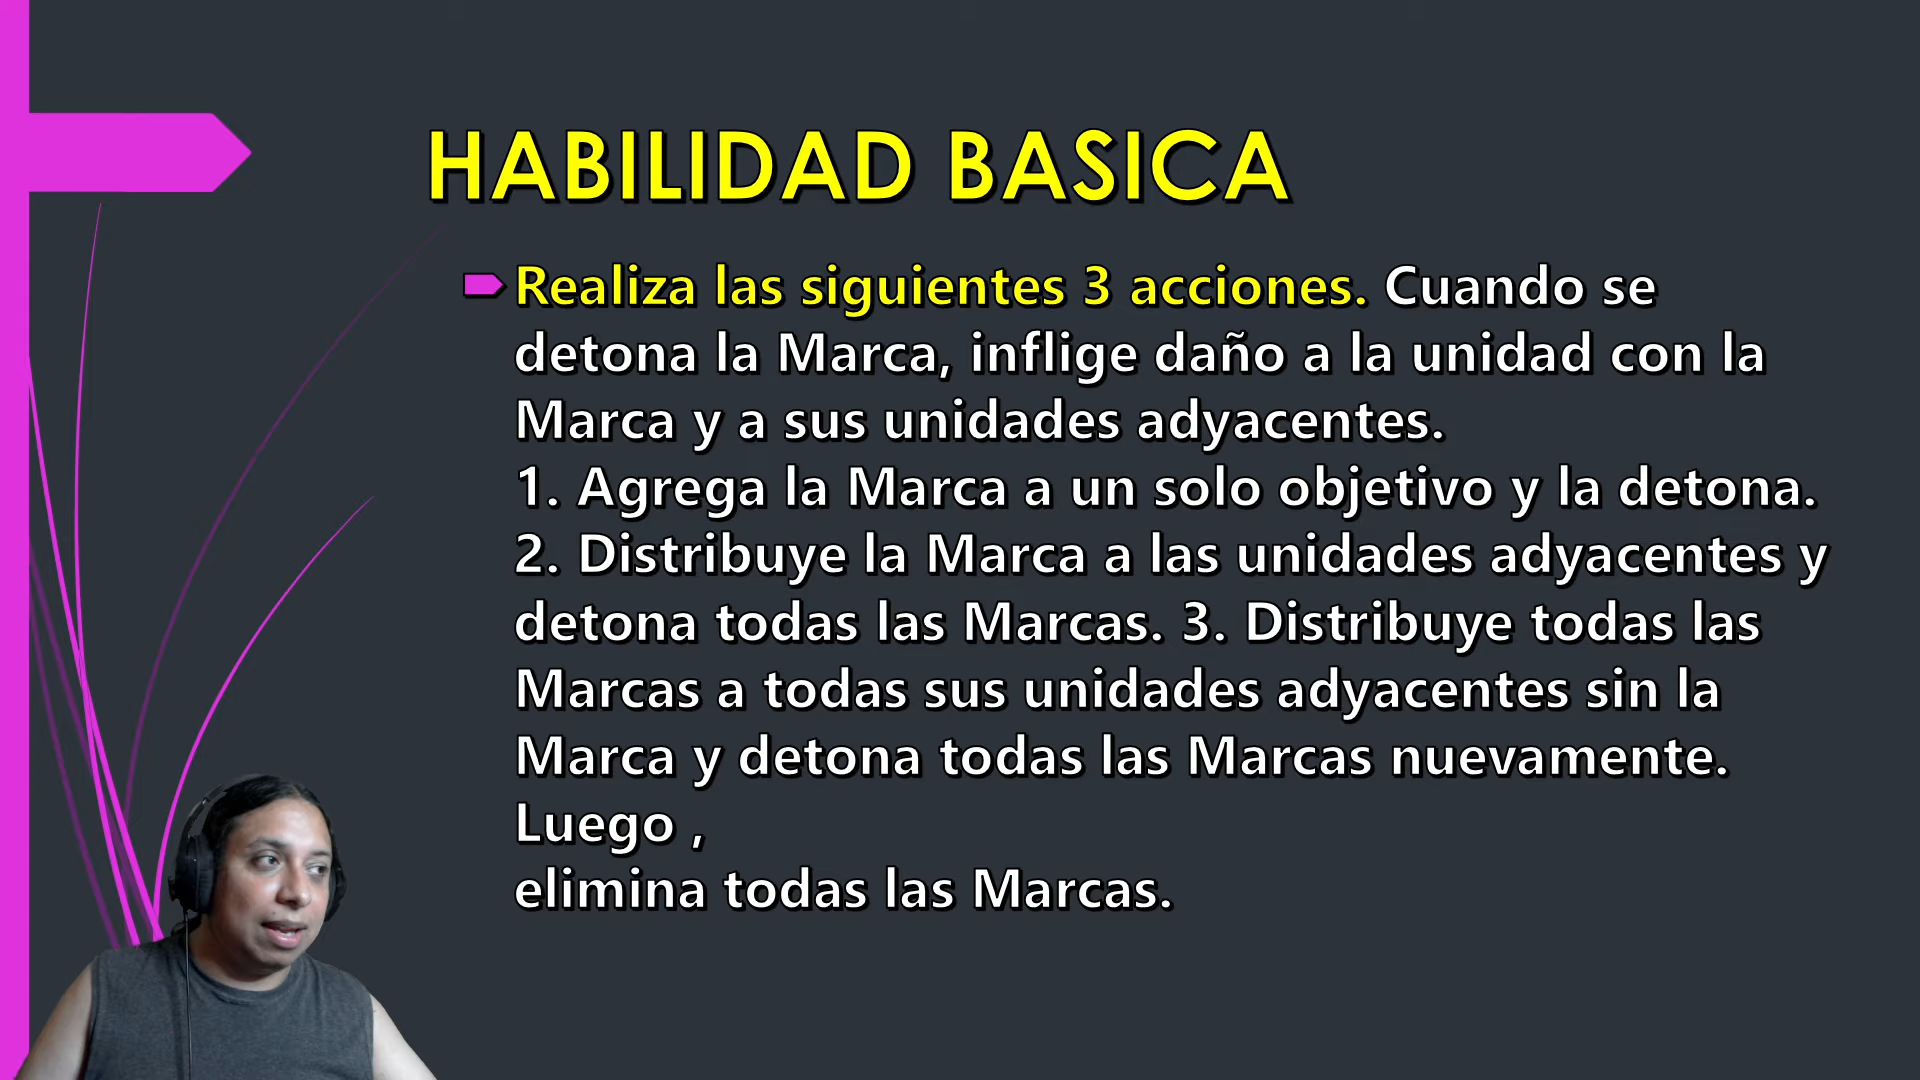 HABILIDAD BASICA
Realiza las siguientes 3 acciones. Cuando se
detona la Marca, inflige daño a la unidad con la
Marca y a sus unidades adyacentes.
1. Agrega la Marca a un solo objetivo y la detona.
2. Distribuye la Marca a las unidades adyacentes y
detona todas las Marcas. 3. Distribuye todas las
Marcas a todas sus unidades adyacentes sin la
Marca y detona todas las Marcas nuevamente.
Luego ,
elimina todas las Marcas.